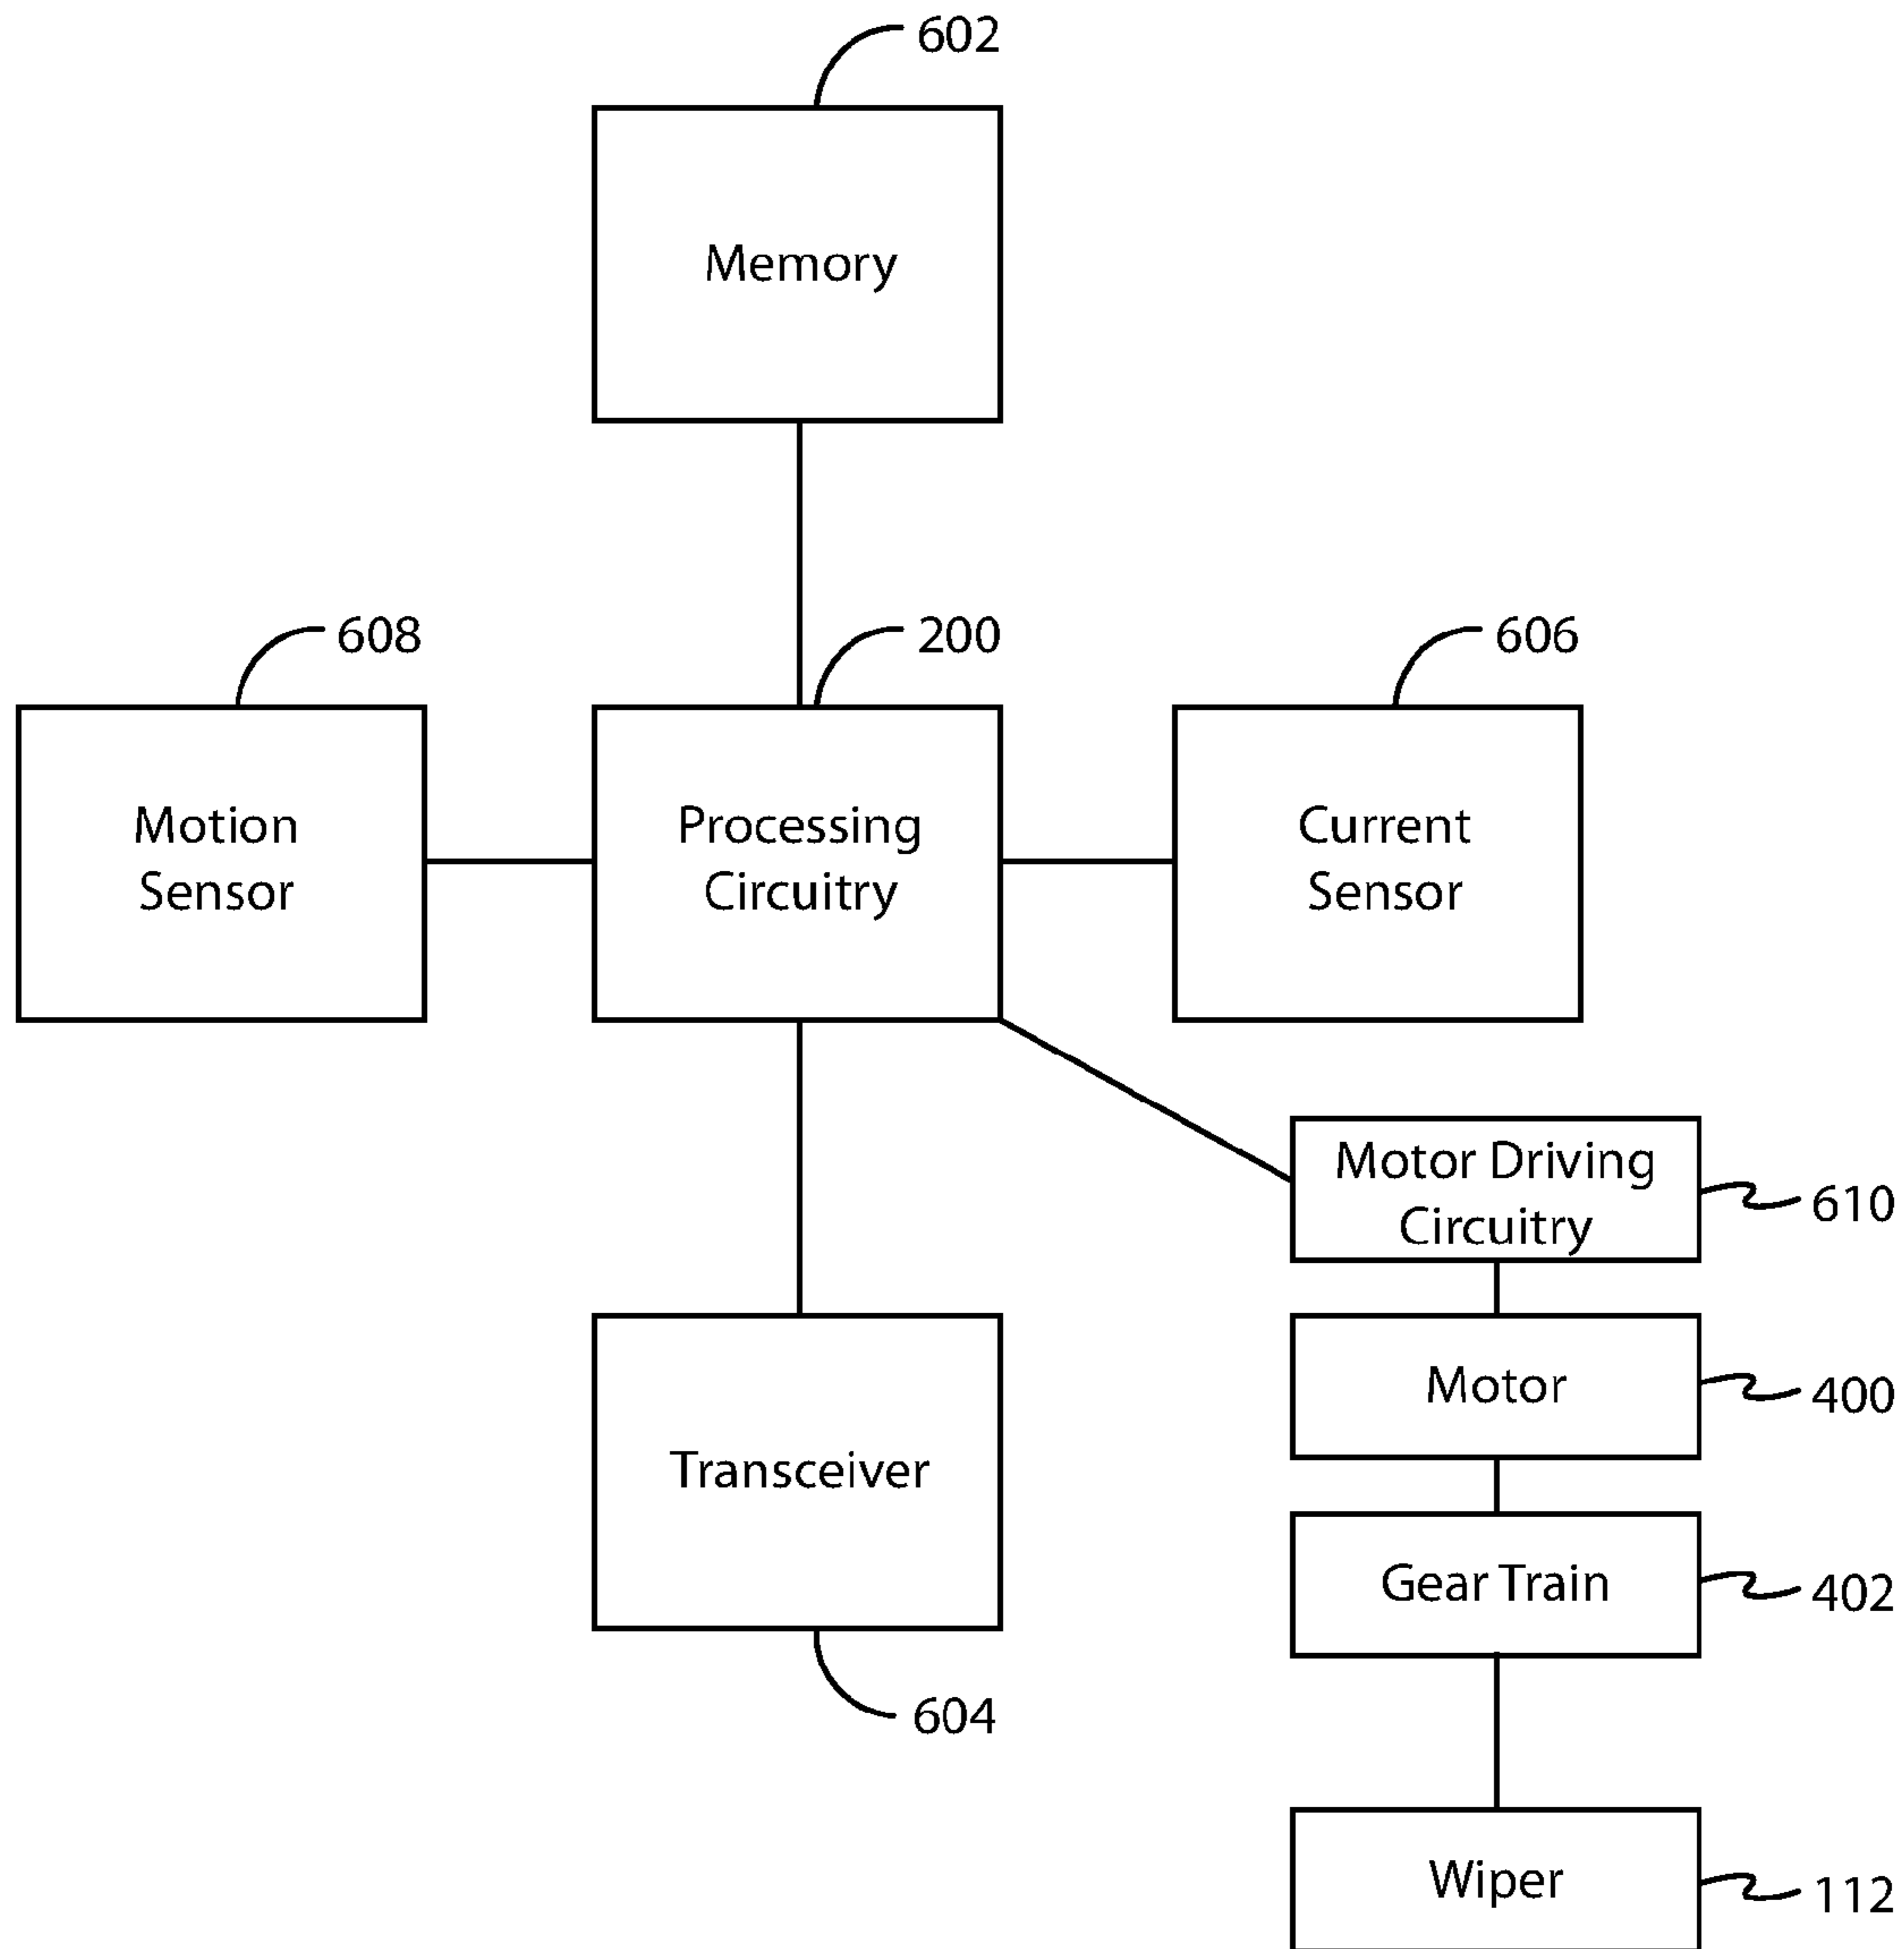 602
Memory
608
200
606
Motion
Sensor
Processing
Circuitry
Current
Sensor
Motor Driving
Circuitry
610
Motor
400
Transceiver
Gear Train
402
604
Wiper
112